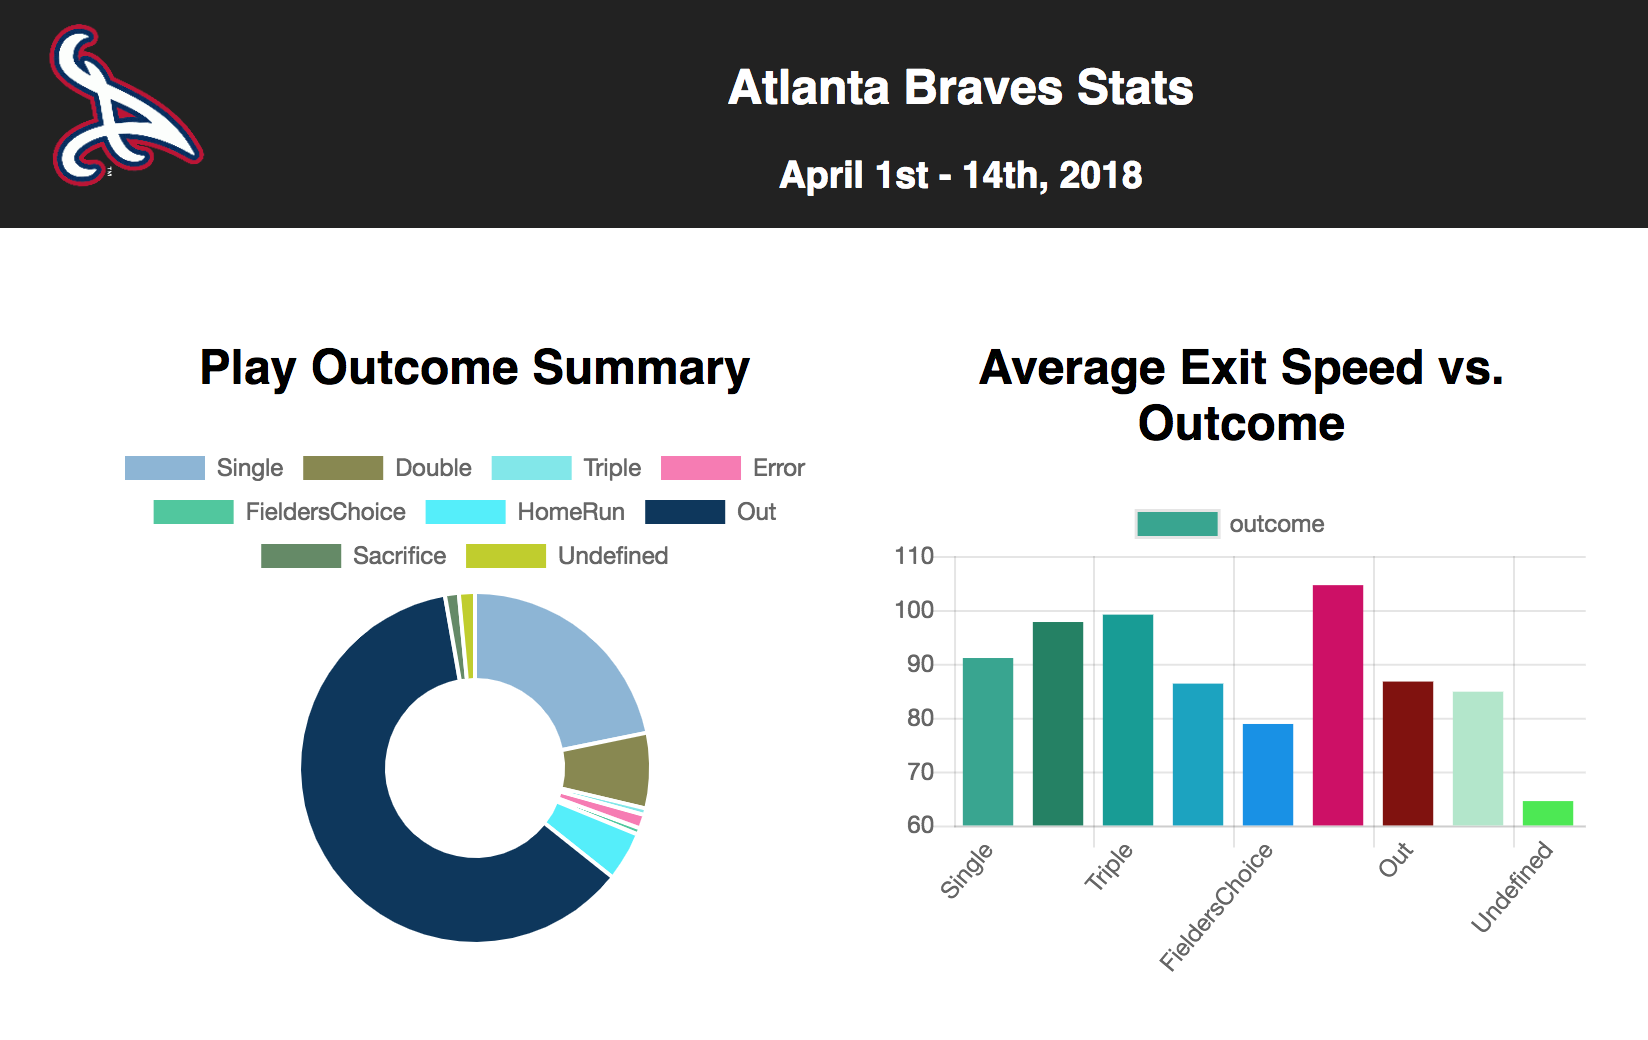 Atlanta Braves Stats
April 1st - 14th, 2018
TM
Play Outcome Summary
Single Double Triple Error
FieldersChoice HomeRun Out
Sacrifice Undefined
Average Exit Speed vs.
Outcome
outcome
110
100
90
80
70
60
Single Triple FieldersChoice Out Undefined